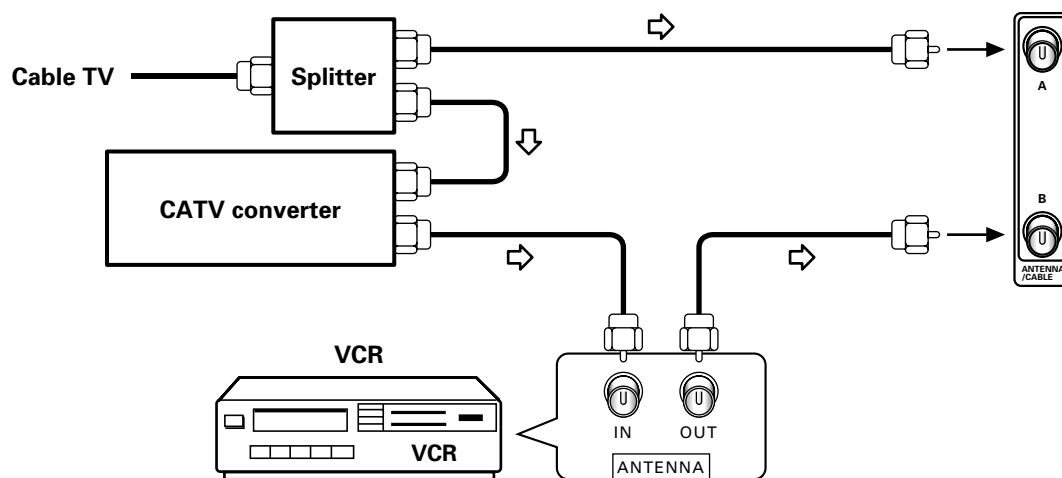 Cable TV
Splitter
A
CATV converter
B
ANTENNA
/CABLE
VCR
IN
OUT
VCR
ANTENNA